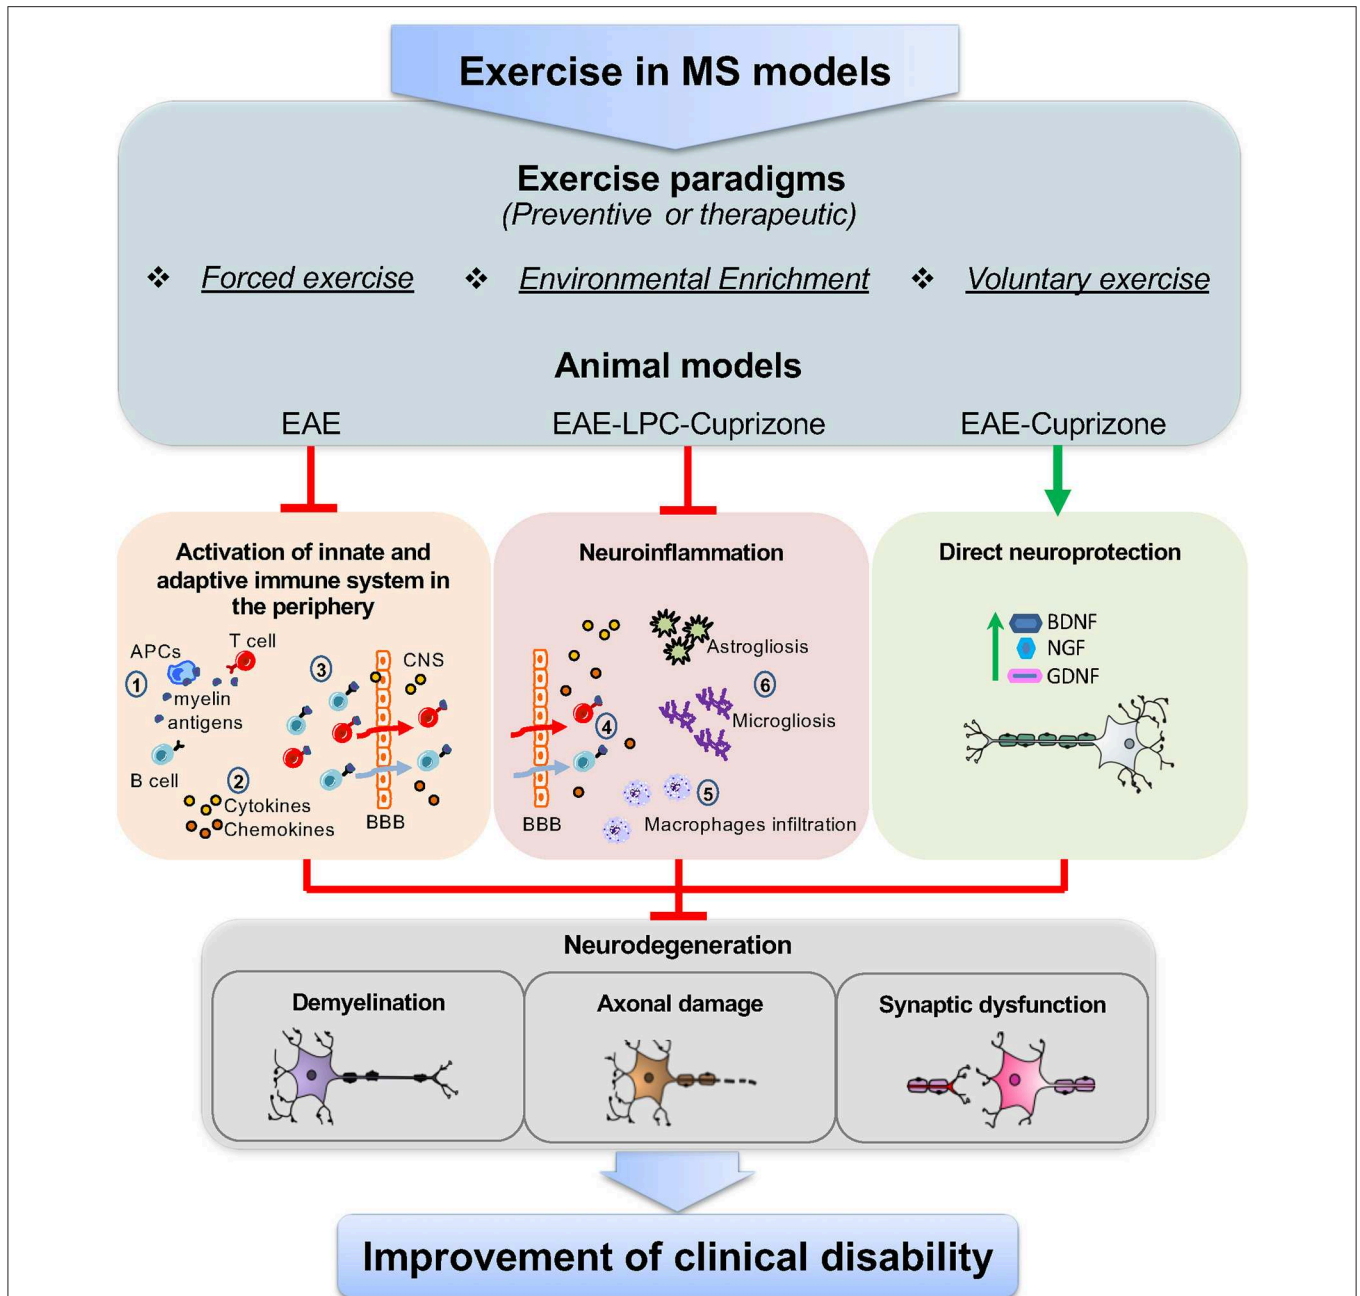 Exercise in MS models
Exercise paradigms
(Preventive or therapeutic)
❖ Forced exercise ❖ Environmental Enrichment ❖ Voluntary exercise
Animal models
EAE EAE-LPC-Cuprizone EAE-Cuprizone
Activation of innate and
adaptive immune system in
the periphery
APCs
T cell
1
myelin
antigens
B cell
2
Cytokines
Chemokines
3
CNS
BBB
Neuroinflammation
Astrogliosis
6
Microgliosis
4
5
BBB
Macrophages infiltration
Direct neuroprotection
BDNF
NGF
GDNF
Neurodegeneration
Demyelination
Axonal damage
Synaptic dysfunction
Improvement of clinical disability